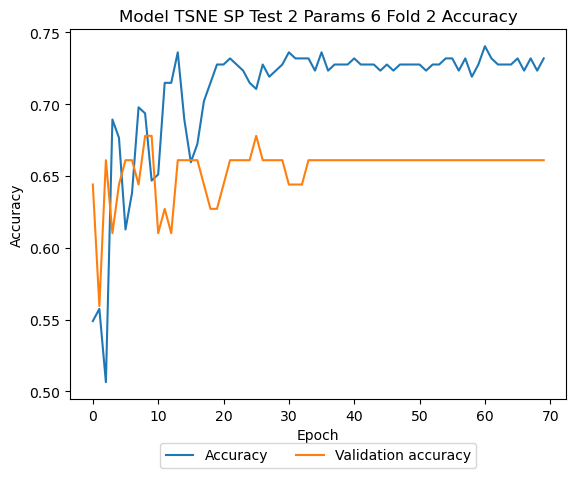 Model TSNE SP Test 2 Params 6 Fold 2 Accuracy
0.75
0.70
0.65
0.60
0.55
0.50
Accuracy
0 10 20 30 40 50 60 70
Epoch
Accuracy Validation accuracy